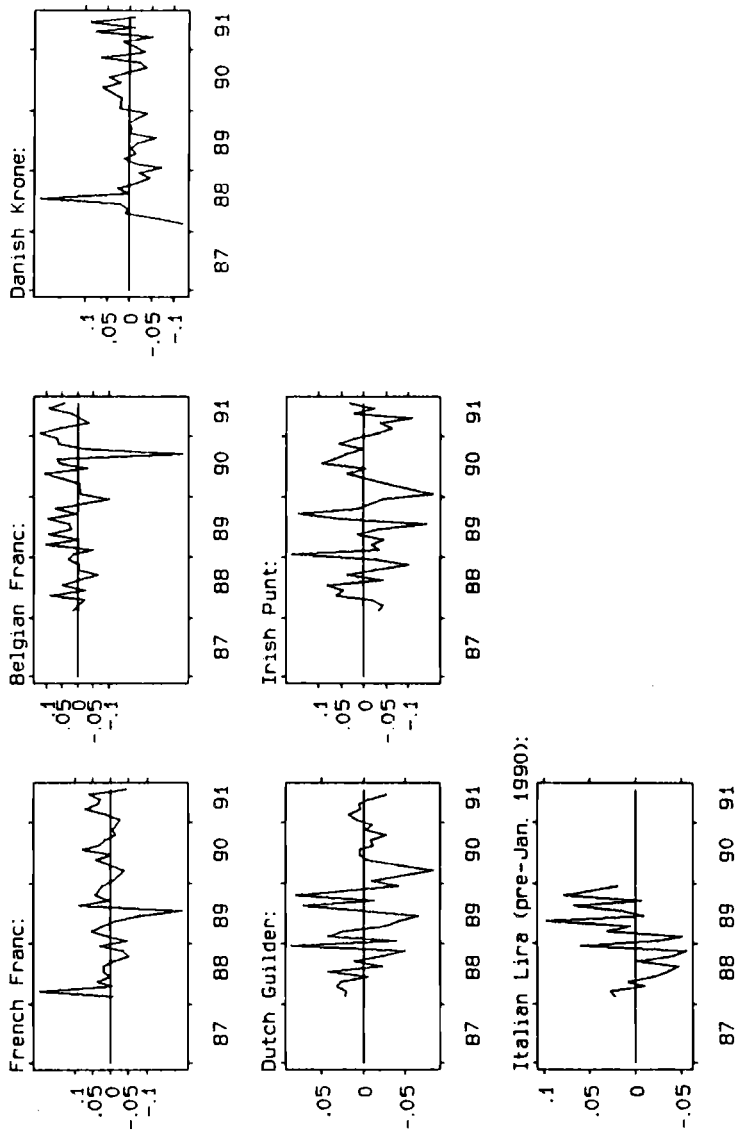 French Franc:
.1
.05
0
-.05
-.1
87 88 89 90 91
Belgian Franc:
.1
.05
0
-.05
-.1
87 88 89 90 91
Danish Krone:
.1
.05
0
-.05
-.1
87 88 89 90 91
Dutch Guilder:
.05
0
-.05
87 88 89 90 91
Irish Punt:
.1
.05
0
-.05
-.1
87 88 89 90 91
Italian Lira (pre-Jan. 1990):
.1
.05
0
-.05
87 88 89 90 91